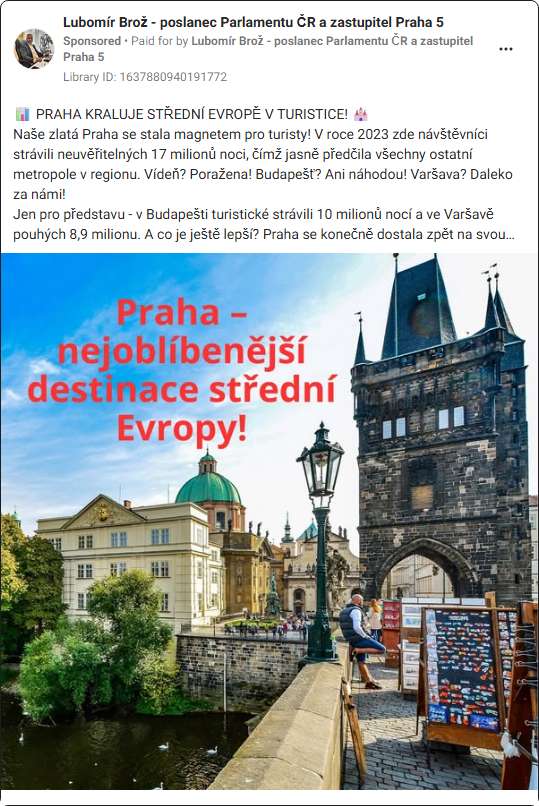 Lubomír Brož - poslanec Parlamentu ČR a zastupitel Praha 5
Sponsored • Paid for by Lubomír Brož - poslanec Parlamentu ČR a zastupitel
Praha 5
Library ID: 1637880940191772
📊 PRAHA KRALUJE STŘEDNÍ EVROPĚ V TURISTICE! 🏰
Naše zlatá Praha se stala magnetem pro turisty! V roce 2023 zde návštěvníci
strávili neuvěřitelných 17 milionů noci, čímž jasně předčila všechny ostatní
metropole v regionu. Vídeň? Poražena! Budapešť? Ani náhodou! Varšava? Daleko
za námi!
Jen pro představu - v Budapešti turistické strávili 10 milionů nocí a ve Varšavě
pouhých 8,9 milionu. A co je ještě lepší? Praha se konečně dostala zpět na svou...
Praha –
nejoblíbenější
destinace střední
Evropy!